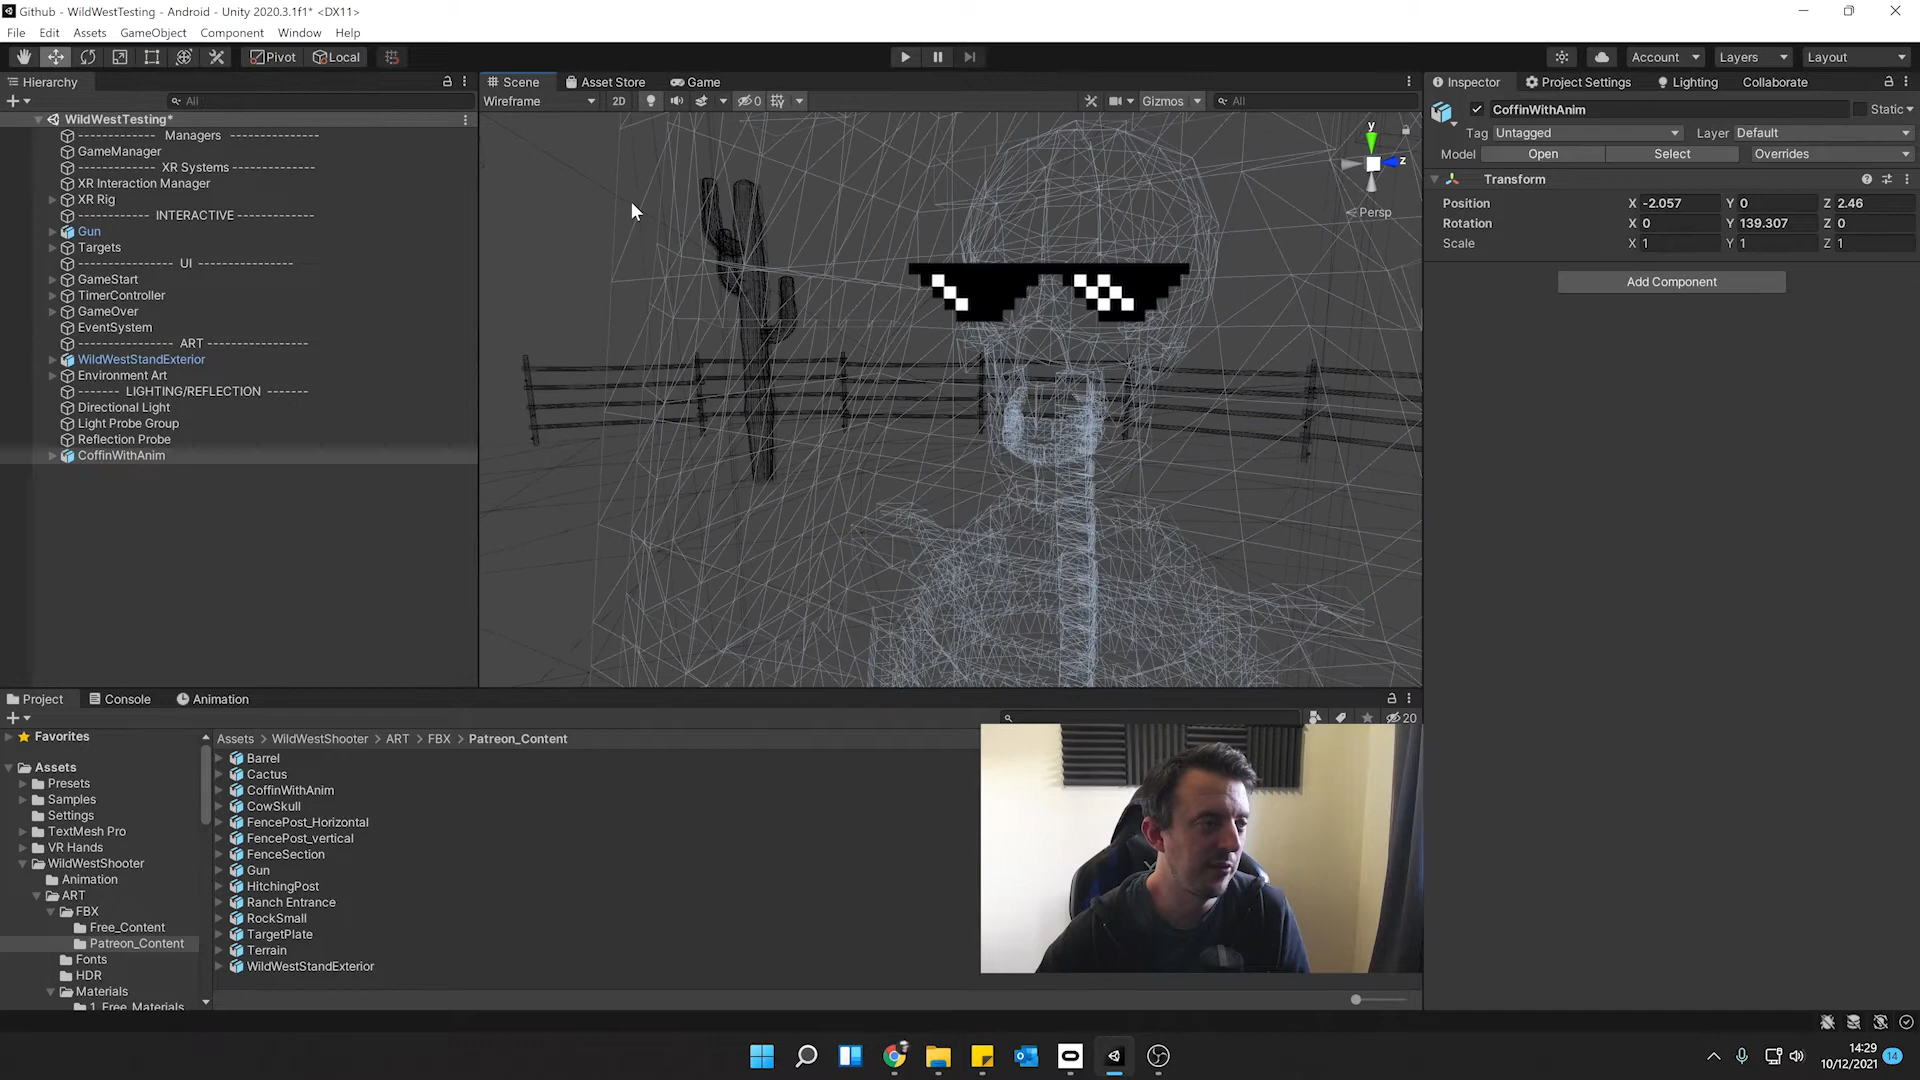 Github - WildWestTesting - Android - Unity 2020.3.1f1* <DX11>
File Edit Assets GameObject Component Window Help
Pivot Local Account Layers Layout
Hierarchy
All
WildWestTesting*
------------ Managers ---------------
GameManager
------------ XR Systems --------------
XR Interaction Manager
XR Rig
------------- INTERACTIVE --------------
Gun
Targets
------------------ UI ------------------
GameStart
TimerController
GameOver
EventSystem
------------------ ART ----------------
WildWestStandExterior
Environment Art
------- LIGHTING/REFLECTION -------
Directional Light
Light Probe Group
Reflection Probe
CoffinWithAnim
Scene Asset Store Game
Wireframe 2D 0 Gizmos All
y
z
Persp
Inspector Project Settings Lighting Collaborate
CoffinWithAnim Static
Tag Untagged Layer Default
Model Open Select Overrides
Transform
Position X -2.057 Y 0 Z 2.46
Rotation X 0 Y 139.307 Z 0
Scale X 1 Y 1 Z 1
Add Component
Project Console Animation
20
Favorites
Assets
Presets
Samples
Settings
TextMesh Pro
VR Hands
WildWestShooter
Animation
ART
FBX
Free_Content
Patreon_Content
Fonts
HDR
Materials
1_Free_Materials
Assets > WildWestShooter > ART > FBX > Patreon_Content
Barrel
Cactus
CoffinWithAnim
CowSkull
FencePost_Horizontal
FencePost_vertical
FenceSection
Gun
HitchingPost
Ranch Entrance
RockSmall
TargetPlate
Terrain
WildWestStandExterior
14:29
10/12/2021
14